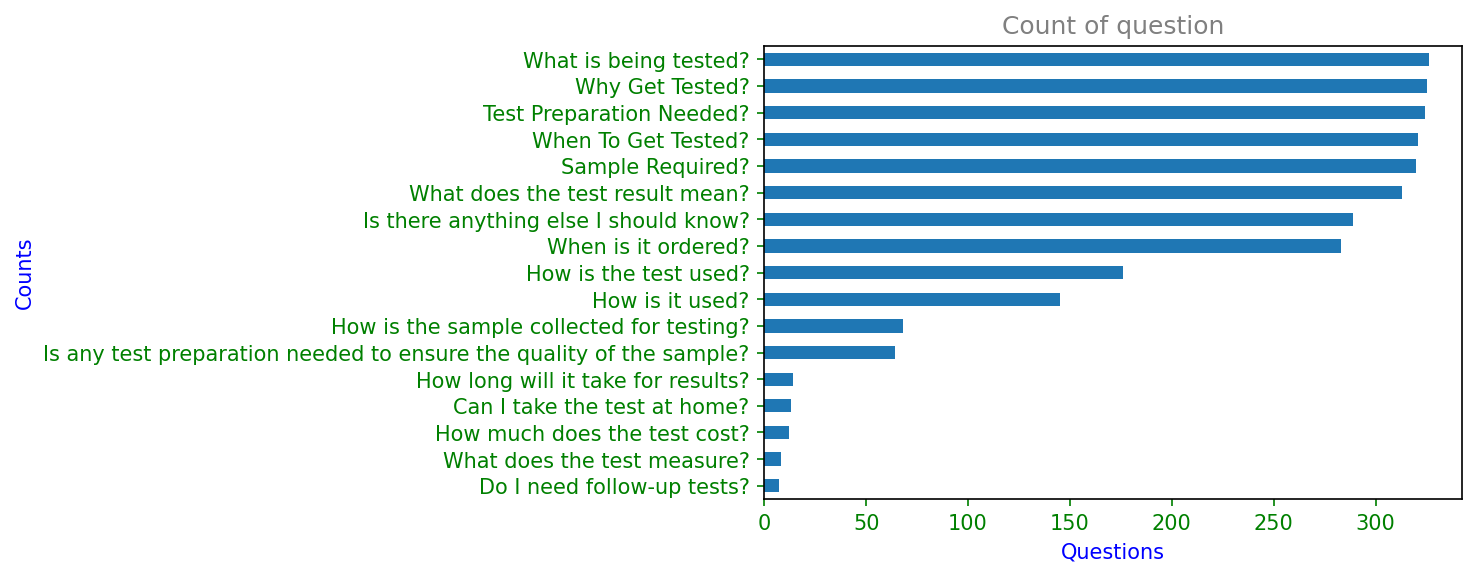 Count of question
What is being tested?
Why Get Tested?
Test Preparation Needed?
When To Get Tested?
Sample Required?
What does the test result mean?
Is there anything else I should know?
When is it ordered?
How is the test used?
How is it used?
How is the sample collected for testing?
Is any test preparation needed to ensure the quality of the sample?
How long will it take for results?
Can I take the test at home?
How much does the test cost?
What does the test measure?
Do I need follow-up tests?
Counts
0 50 100 150 200 250 300
Questions